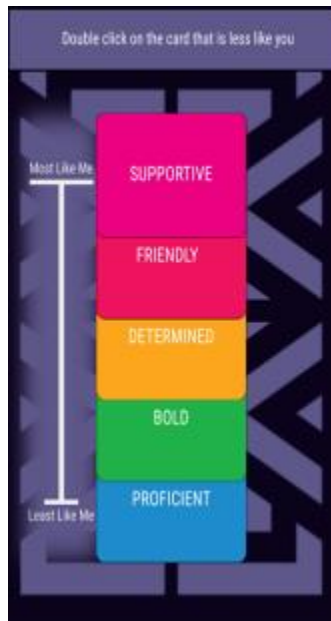 Double click on the card that is less like you
Most Like Me
SUPPORTIVE
FRIENDLY
DETERMINED
BOLD
PROFICIENT
Least Like Me